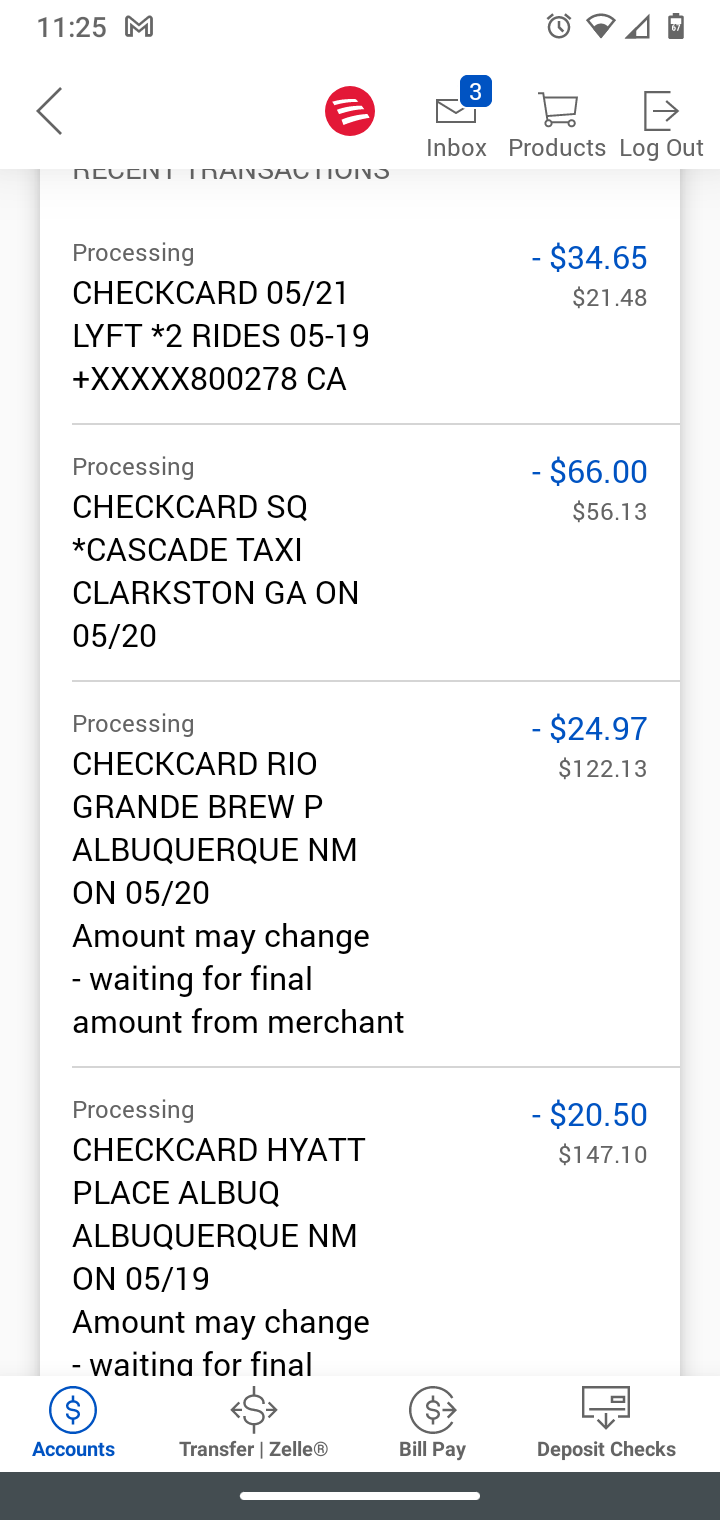 11:25
67
3
Inbox
Products
Log Out
RECENT TRANSACTIONS
Processing
- $34.65
CHECKCARD 05/21
$21.48
LYFT *2 RIDES 05-19
+XXXXX800278 CA
Processing
- $66.00
CHECKCARD SQ
$56.13
*CASCADE TAXI
CLARKSTON GA ON
05/20
Processing
- $24.97
CHECKCARD RIO
$122.13
GRANDE BREW P
ALBUQUERQUE NM
ON 05/20
Amount may change
- waiting for final
amount from merchant
Processing
- $20.50
CHECKCARD HYATT
$147.10
PLACE ALBUQ
ALBUQUERQUE NM
ON 05/19
Amount may change
- waiting for final
Accounts
Transfer | Zelle®
Bill Pay
Deposit Checks